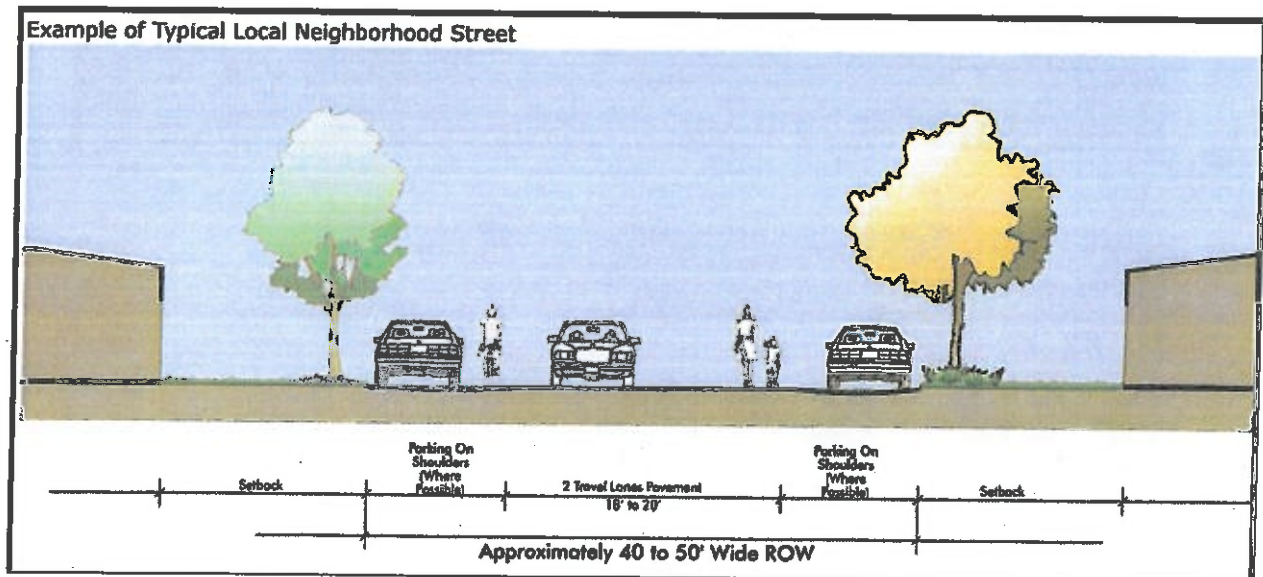 Example of Typical Local Neighborhood Street
Parking On
Shoulders
(Where
Possible)
Parking On
Shoulders
(Where
Possible)
Setback
2 Travel Lanes Pavement
18' to 20'
Setback
Approximately 40 to 50' Wide ROW